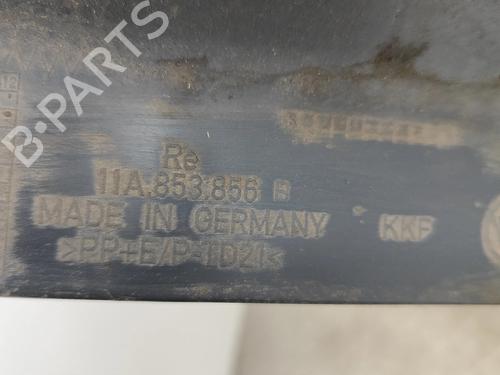 B-PARTS
Re
11A.853.856 B
MADE IN GERMANY KKF
>PP+E/P-TD21<